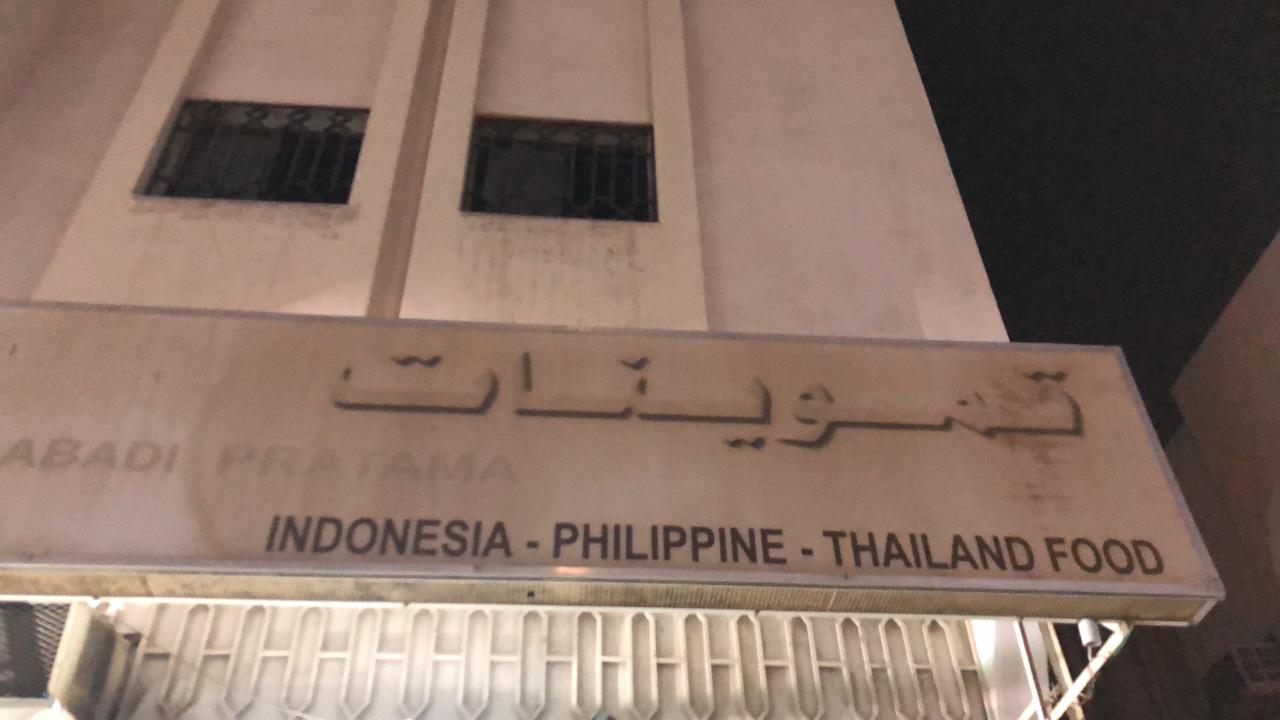 تموينات
ABADI PRATAMA
INDONESIA - PHILIPPINE - THAILAND FOOD